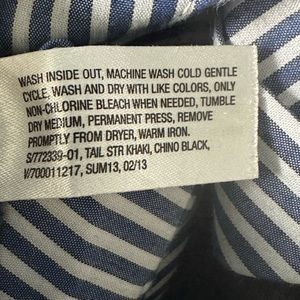 WASH INSIDE OUT, MACHINE WASH COLD GENTLE
CYCLE, WASH AND DRY WITH LIKE COLORS, ONLY
NON-CHLORINE BLEACH WHEN NEEDED, TUMBLE
DRY MEDIUM, PERMANENT PRESS, REMOVE
PROMPTLY FROM DRYER, WARM IRON.
S/772339-01, TAIL STR KHAKI, CHINO BLACK,
V/700011217, SUM13, 02/13